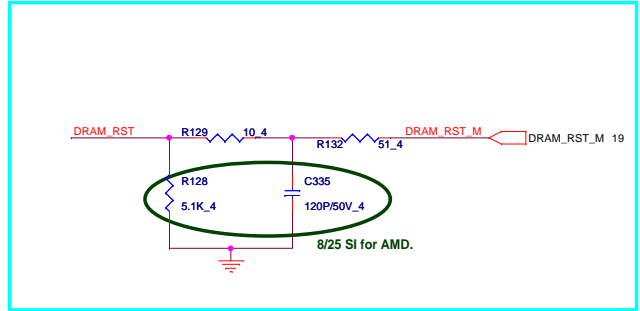 DRAM_RST
R129
10_4
R132
51_4
DRAM_RST_M
DRAM_RST_M 19
R128
5.1K_4
C335
120P/50V_4
8/25 SI for AMD.